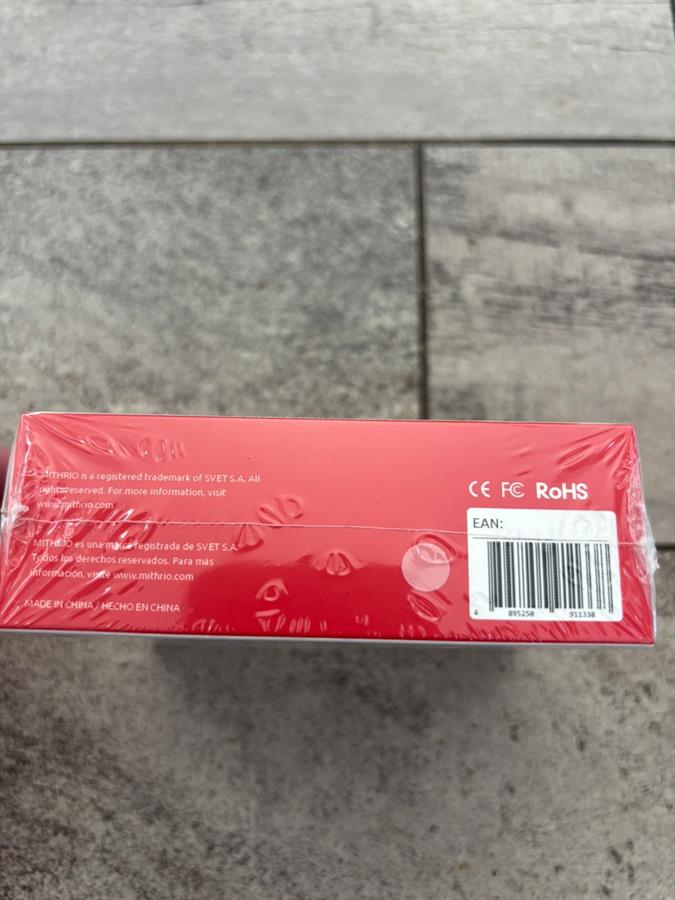 MITHRIO is a registered trademark of SVET S.A. All
rights reserved. For more information, visit
www.mithrio.com
MITHRIO es una marca registrada de SVET S.A.
Todos los derechos reservados. Para más
información, visite www.mithrio.com
MADE IN CHINA / HECHO EN CHINA
CE FC RoHS
EAN:
4 895250 911338